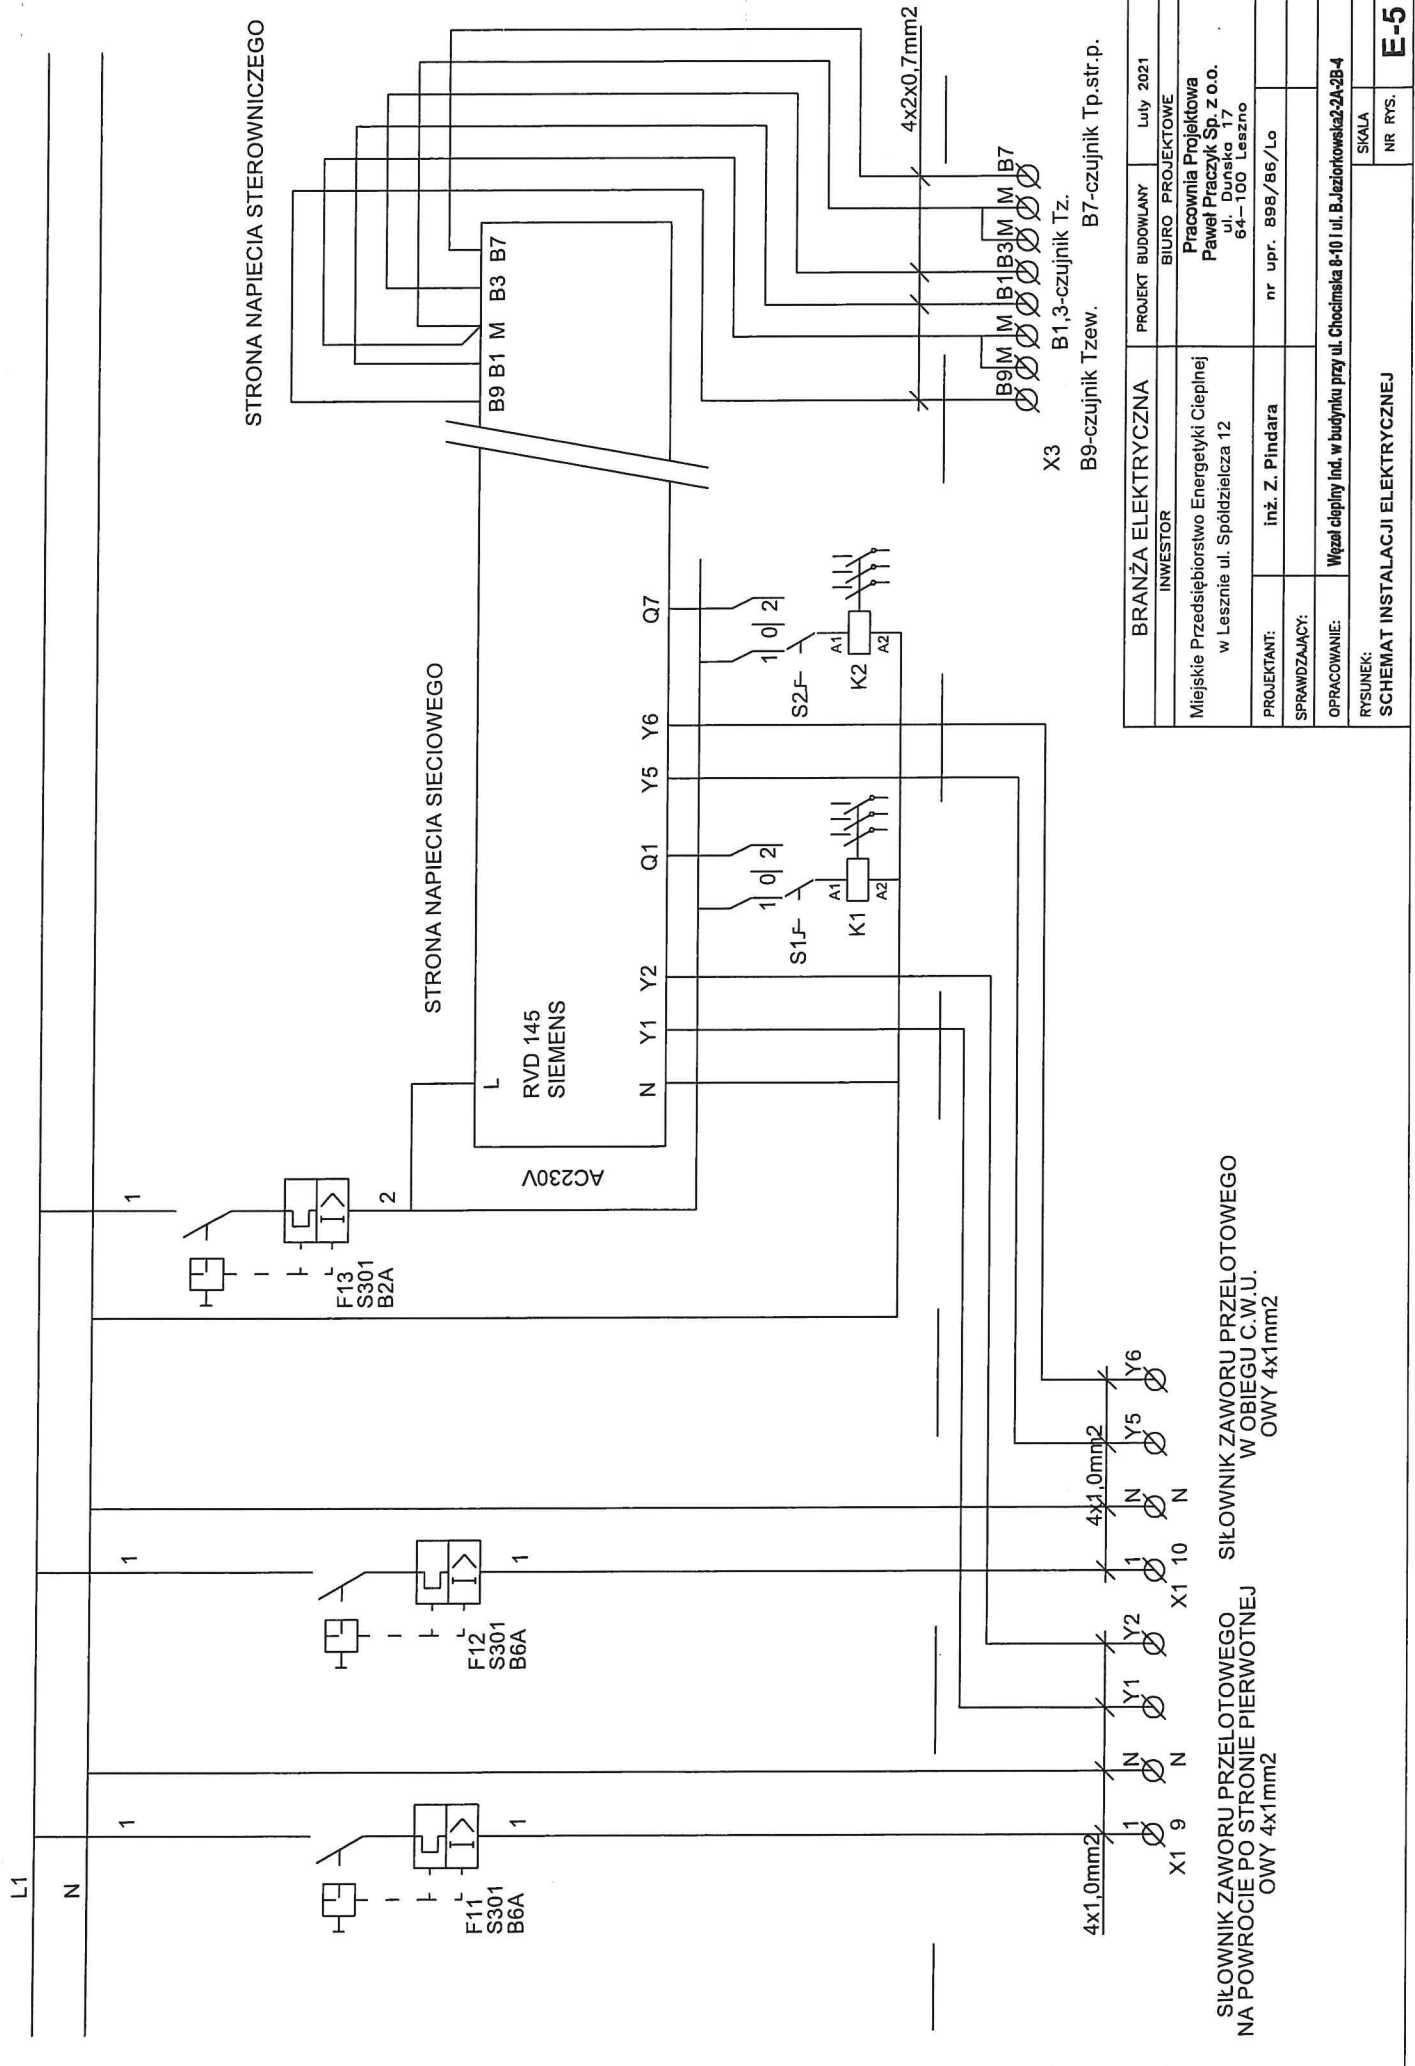 L1
N
1
1
1
F11
S301
B6A
F12
S301
B6A
F13
S301
B2A
1
1
2
STRONA NAPIECIA SIECIOWEGO
STRONA NAPIECIA STEROWNICZEGO
AC230V
L
RVD 145
SIEMENS
N
Y1
Y2
Q1
Y5
Y6
Q7
B9
B1
M
B3
B7
1
0
2
S1
A1
K1
A2
1
0
2
S2
A1
K2
A2
4x2x0,7mm2
B9
M
M
B1
B3
M
M
B7
X3
B1,3-czujnik Tz.
B9-czujnik Tzew.
B7-czujnik Tp.str.p.
4x1,0mm2
1
N
Y1
Y2
X1
9
N
4x1,0mm2
1
N
Y5
Y6
X1
10
N
SIŁOWNIK ZAWORU PRZELOTOWEGO
NA POWROCIE PO STRONIE PIERWOTNEJ
OWY 4x1mm2
SIŁOWNIK ZAWORU PRZELOTOWEGO
W OBIEGU C.W.U.
OWY 4x1mm2
BRANŻA ELEKTRYCZNA
PROJEKT BUDOWLANY
Luty 2021
INWESTOR
BIURO PROJEKTOWE
Miejskie Przedsiębiorstwo Energetyki Cieplnej
w Lesznie ul. Spółdzielcza 12
Pracownia Projektowa
Paweł Praczyk Sp. z o.o.
ul. Duńska 17
64-100 Leszno
PROJEKTANT:
inż. Z. Pindara
nr upr. 898/86/Lo
SPRAWDZAJĄCY:
OPRACOWANIE:
Węzeł cieplny ind. w budynku przy ul. Chocimska 8-10 i ul. B.Jeziorkowska2-2A-2B-4
RYSUNEK:
SCHEMAT INSTALACJI ELEKTRYCZNEJ
SKALA
NR RYS.
E-5